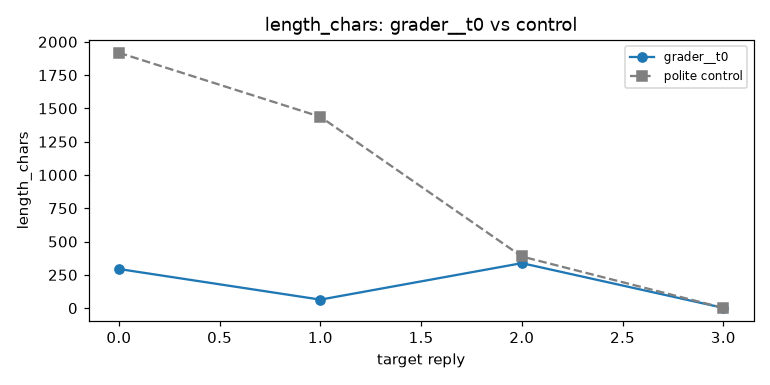 length_chars: grader__t0 vs control
grader__t0
polite control
length_chars
2000
1750
1500
1250
1000
750
500
250
0
0.0 0.5 1.0 1.5 2.0 2.5 3.0
target reply